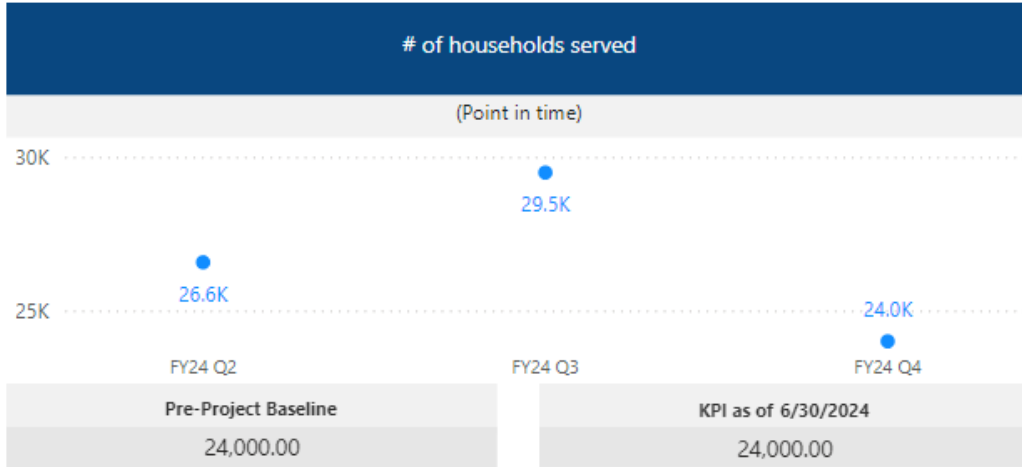 # of households served
(Point in time)
30K
29.5K
26.6K
25K
24.0K
FY24 Q2 FY24 Q3 FY24 Q4
Pre-Project Baseline KPI as of 6/30/2024
24,000.00 24,000.00